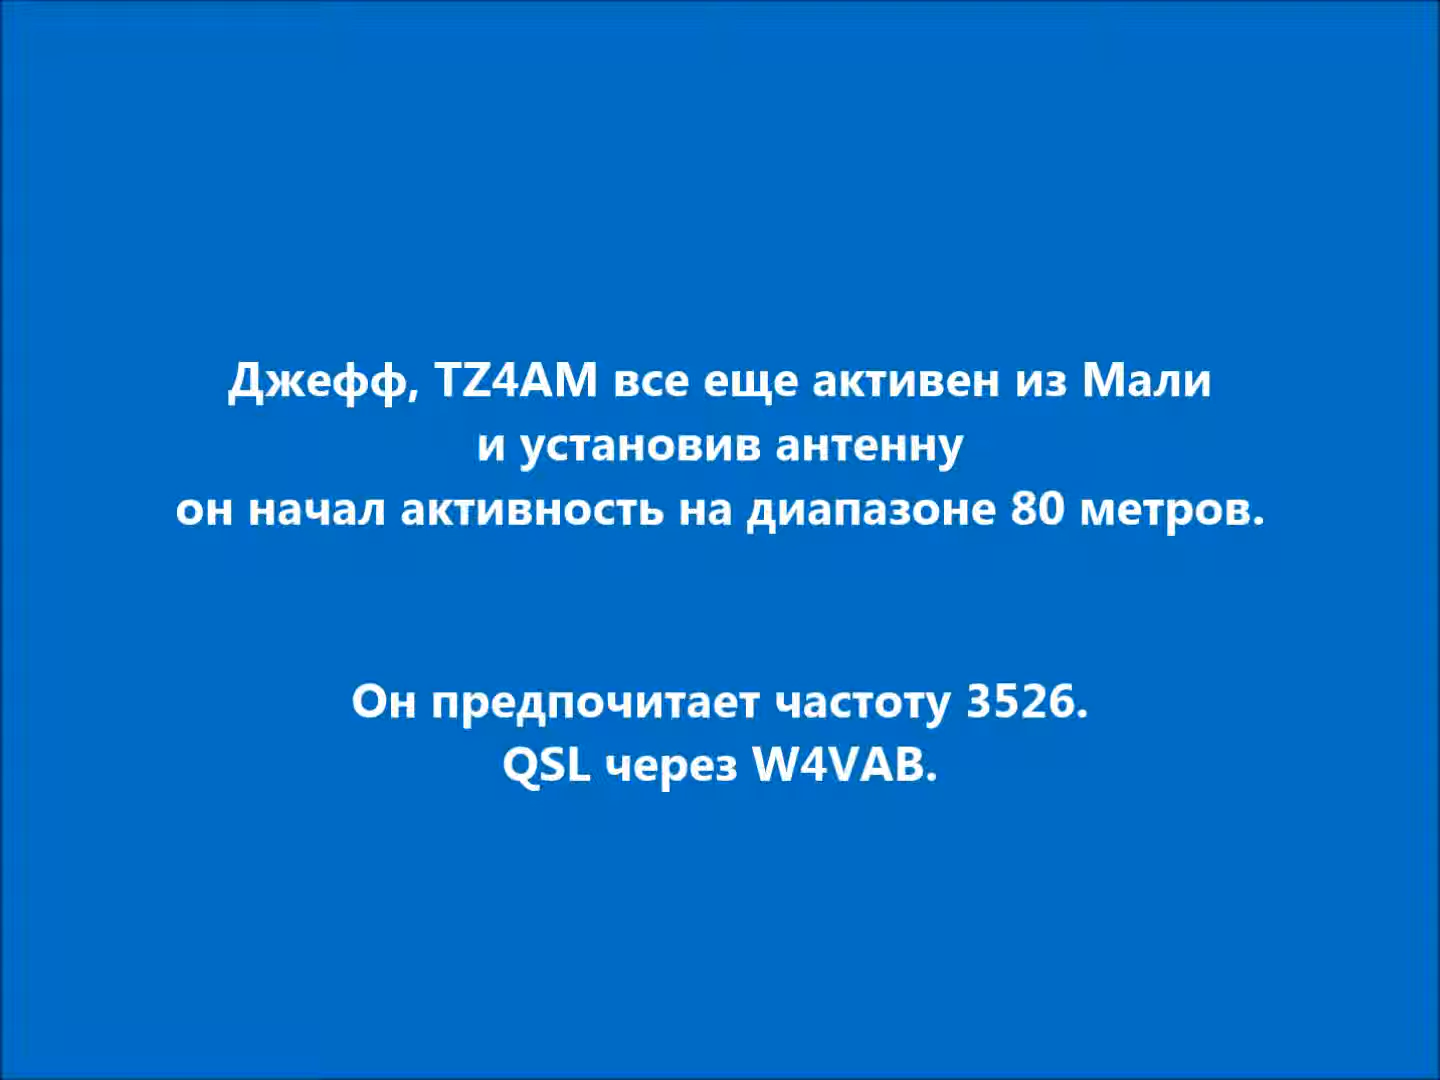 Джефф, TZ4AM все еще активен из Мали
и установив антенну
он начал активность на диапазоне 80 метров.
Он предпочитает частоту 3526.
QSL через W4VAB.